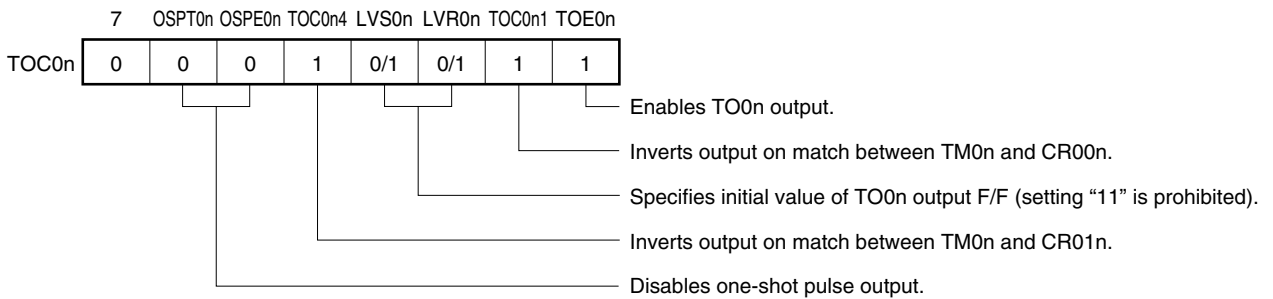 7 OSPT0n OSPE0n TOC0n4 LVS0n LVR0n TOC0n1 TOE0n
TOC0n 0 0 0 1 0/1 0/1 1 1
Enables TO0n output.
Inverts output on match between TM0n and CR00n.
Specifies initial value of TO0n output F/F (setting “11” is prohibited).
Inverts output on match between TM0n and CR01n.
Disables one-shot pulse output.